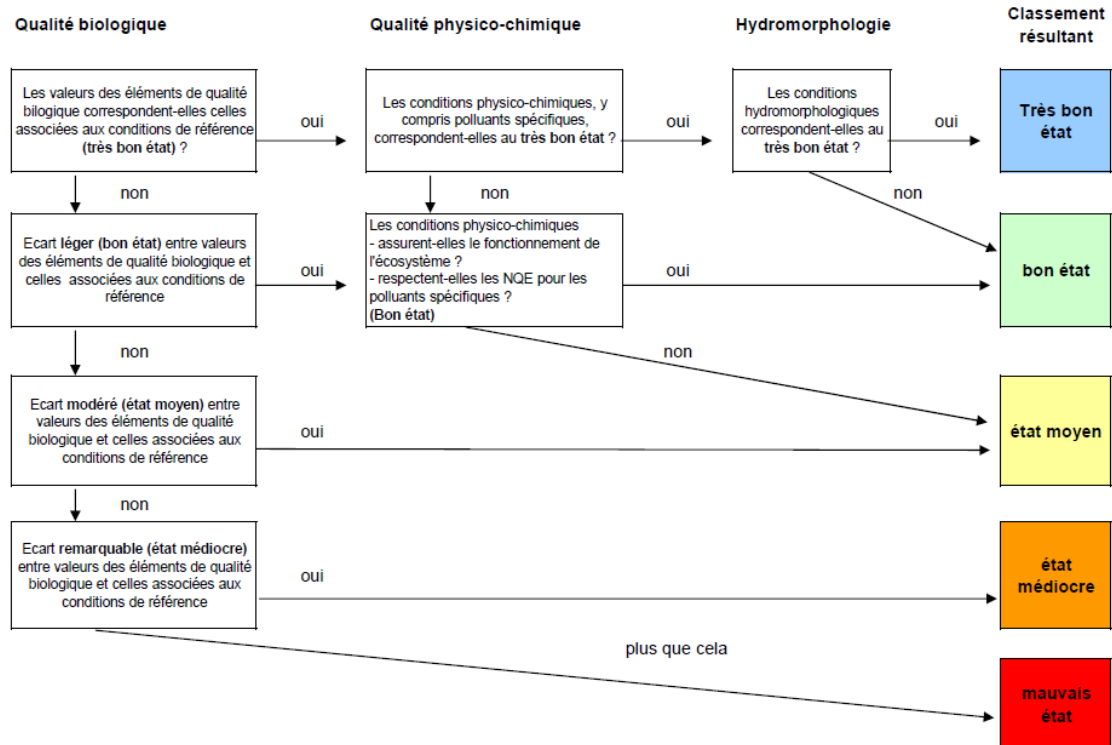 Qualité biologique
Qualité physico-chimique
Hydromorphologie
Classement
résultant
Les valeurs des éléments de qualité
bilogique correspondent-elles celles
associées aux conditions de référence
(très bon état) ?
oui
Les conditions physico-chimiques, y
compris polluants spécifiques,
correspondent-elles au très bon état ?
oui
Les conditions
hydromorphologiques
correspondent-elles au
très bon état ?
oui
Très bon
état
non
non
non
Ecart léger (bon état) entre valeurs
des éléments de qualité biologique et
celles associées aux conditions de
référence
oui
Les conditions physico-chimiques
- assurent-elles le fonctionnement de
l'écosystème ?
- respectent-elles les NQE pour les
polluants spécifiques ?
(Bon état)
oui
bon état
non
non
Ecart modéré (état moyen) entre
valeurs des éléments de qualité
biologique et celles associées aux
conditions de référence
oui
état moyen
non
Ecart remarquable (état médiocre)
entre valeurs des éléments de qualité
biologique et celles associées aux
conditions de référence
oui
état
médiocre
plus que cela
mauvais
état